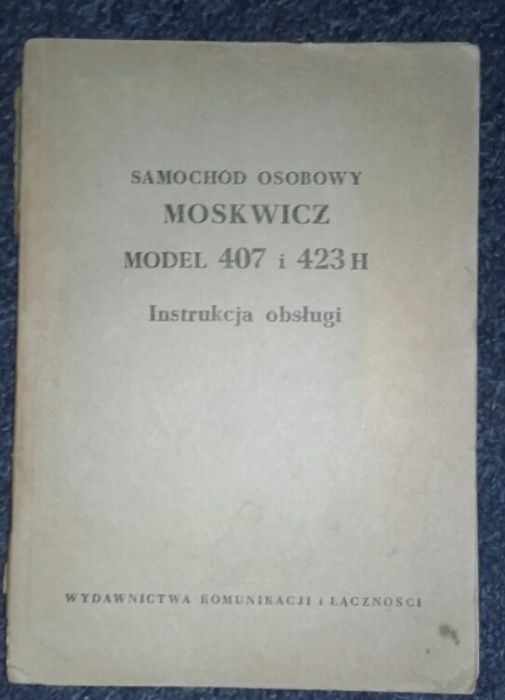 SAMOCHÓD OSOBOWY
MOSKWICZ
MODEL 407 i 423 H
Instrukcja obsługi
WYDAWNICTWA KOMUNIKACJI i ŁĄCZNOŚCI